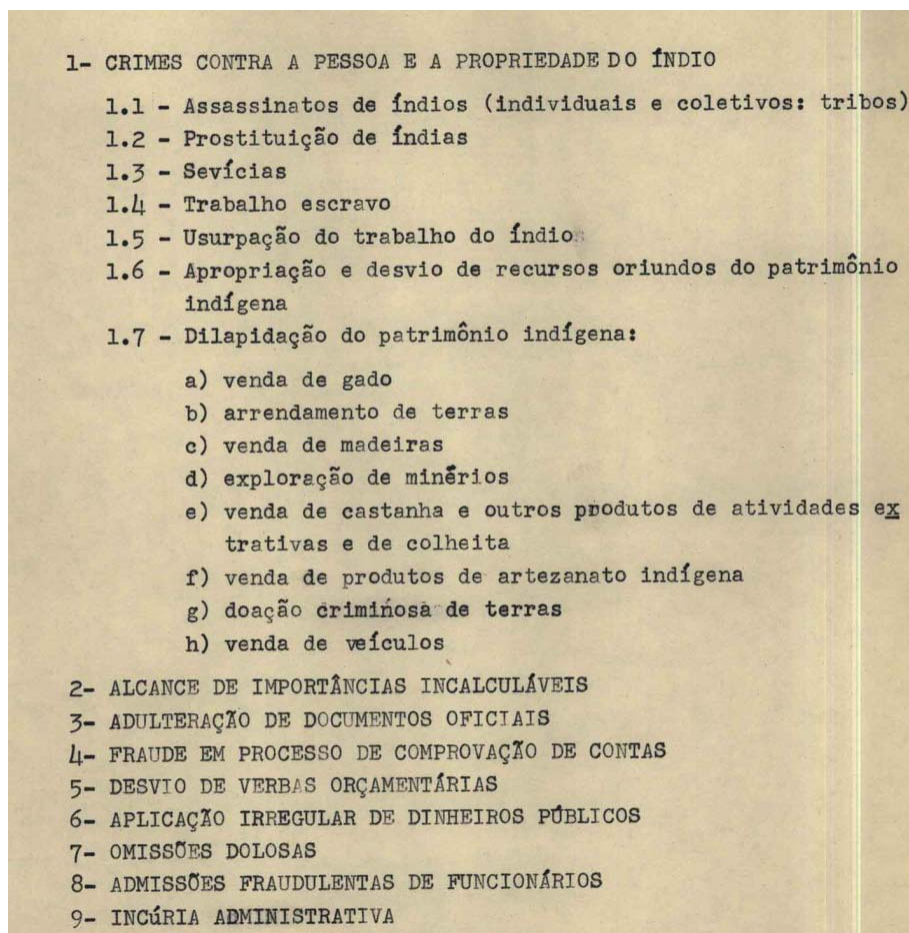 1- CRIMES CONTRA A PESSOA E A PROPRIEDADE DO ÍNDIO
1.1 - Assassinatos de índios (individuais e coletivos: tribos)
1.2 - Prostituição de índias
1.3 - Sevícias
1.4 - Trabalho escravo
1.5 - Usurpação do trabalho do índio
1.6 - Apropriação e desvio de recursos oriundos do patrimônio
indígena
1.7 - Dilapidação do patrimônio indígena:
a) venda de gado
b) arrendamento de terras
c) venda de madeiras
d) exploração de minérios
e) venda de castanha e outros produtos de atividades ex
trativas e de colheita
f) venda de produtos de artezanato indígena
g) doação criminosa de terras
h) venda de veículos
2- ALCANCE DE IMPORTÂNCIAS INCALCULÁVEIS
3- ADULTERAÇÃO DE DOCUMENTOS OFICIAIS
4- FRAUDE EM PROCESSO DE COMPROVAÇÃO DE CONTAS
5- DESVIO DE VERBAS ORÇAMENTÁRIAS
6- APLICAÇÃO IRREGULAR DE DINHEIROS PÚBLICOS
7- OMISSÕES DOLOSAS
8- ADMISSÕES FRAUDULENTAS DE FUNCIONÁRIOS
9- INCÚRIA ADMINISTRATIVA